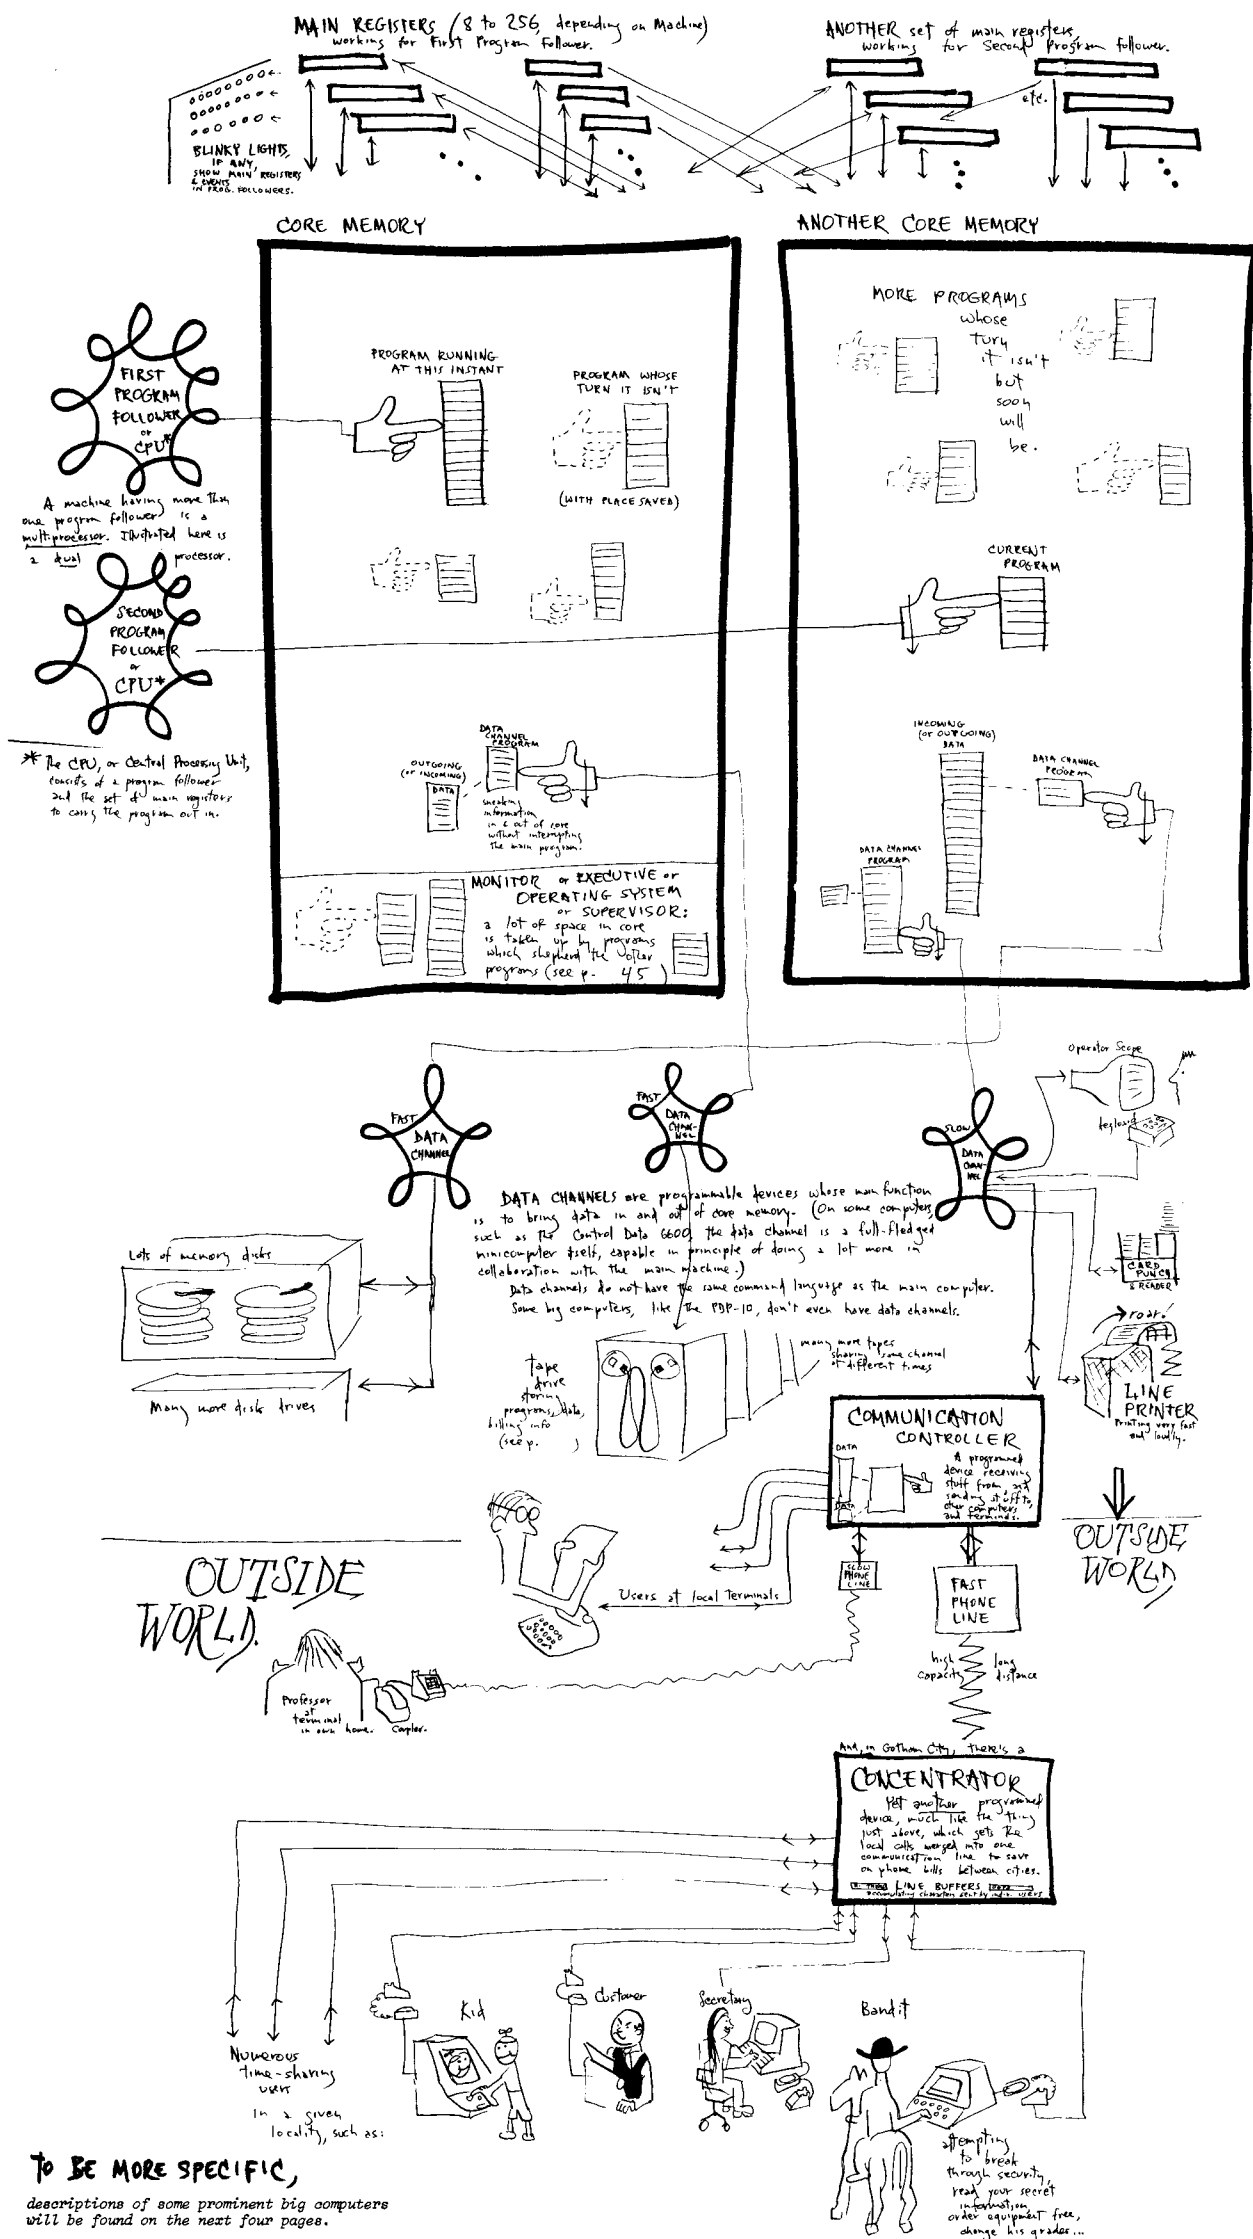 MAIN REGISTERS (8 to 256, depending on Machine)
working for First Program Follower.
ANOTHER set of main registers,
working for Second Program follower.
etc.
BLINKY LIGHTS,
IF ANY,
SHOW MAIN REGISTERS
& EVENTS
IN PROG. FOLLOWERS.
CORE MEMORY
ANOTHER CORE MEMORY
FIRST
PROGRAM
FOLLOWER
or
CPU*
PROGRAM RUNNING
AT THIS INSTANT
PROGRAM WHOSE
TURN IT ISN'T
(WITH PLACE SAVED)
MORE PROGRAMS
whose
turn
it isn't
but
soon
will
be.
A machine having more than
one program follower is a
multiprocessor. Illustrated here is
a dual processor.
SECOND
PROGRAM
FOLLOWER
or
CPU*
CURRENT
PROGRAM
* The CPU, or Central Processing Unit,
consists of a program follower
and the set of main registers
to carry the program out in.
DATA
CHANNEL
PROGRAM
OUTGOING
(or INCOMING)
DATA
sneaking
information
in & out of core
without interrupting
the main program.
INCOMING
(or OUTGOING)
DATA
DATA CHANNEL
PROGRAM
DATA CHANNEL
PROGRAM
MONITOR or EXECUTIVE or
OPERATING SYSTEM
or SUPERVISOR:
a lot of space in core
is taken up by programs
which shepherd the other
programs (see p. 45)
FAST
DATA
CHANNEL
FAST
DATA
CHAN-
NEL
SLOW
DATA
CHAN-
NEL
Operator Scope
keyboard
DATA CHANNELS are programmable devices whose main function
is to bring data in and out of core memory. (On some computers,
such as the Control Data 6600, the data channel is a full-fledged
minicomputer itself, capable in principle of doing a lot more in
collaboration with the main machine.)
Data channels do not have the same command language as the main computer.
Some big computers, like the PDP-10, don't even have data channels.
Lots of memory disks
Many more disk drives
CARD
PUNCH
& READER
roar!
LINE
PRINTER
Printing very fast
and loudly.
tape
drive
storing
programs, data,
billing info
(see p. )
many more tapes
sharing same channel
at different times
COMMUNICATION
CONTROLLER
DATA
DATA
A programmed
device receiving
stuff from, and
sending stuff to,
other computers
and terminals.
OUTSIDE
WORLD.
OUTSIDE
WORLD
Users at local terminals
SLOW
PHONE
LINE
FAST
PHONE
LINE
high
capacity
long
distance
Professor
at
terminal
in own home.
Coupler.
And, in Gotham City, there's a
CONCENTRATOR
Yet another programmed
device, much like the thing
just above, which gets the
local calls merged into one
communication line to save
on phone bills between cities.
LINE BUFFERS
accumulating characters sent by indiv. users
Kid
Customer
Secretary
Bandit
Numerous
time-sharing
users
in a given
locality, such as:
attempting
to break
through security,
read your secret
information,
order equipment free,
change his grades...
TO BE MORE SPECIFIC,
descriptions of some prominent big computers
will be found on the next four pages.